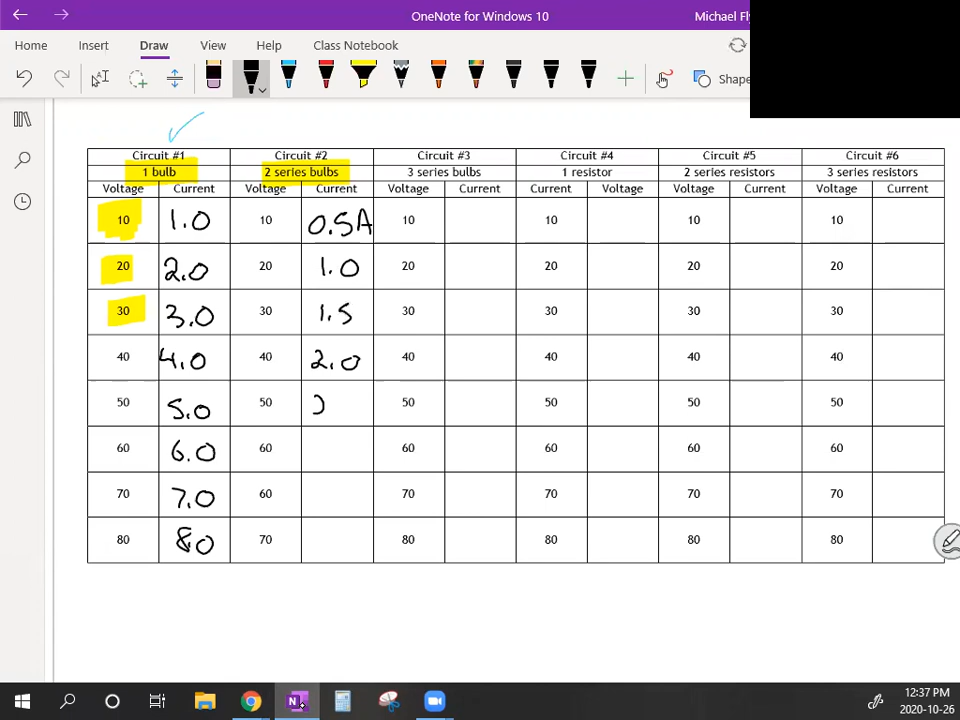 OneNote for Windows 10
Michael Fl
Home Insert Draw View Help Class Notebook
Shape
Circuit #1 Circuit #2 Circuit #3 Circuit #4 Circuit #5 Circuit #6
1 bulb 2 series bulbs 3 series bulbs 1 resistor 2 series resistors 3 series resistors
Voltage Current Voltage Current Voltage Current Current Voltage Voltage Current Voltage Current
10 1.0 10 0.5A 10 10 10 10
20 2.0 20 1.0 20 20 20 20
30 3.0 30 1.5 30 30 30 30
40 4.0 40 2.0 40 40 40 40
50 5.0 50 50 50 50 50
60 6.0 60 60 60 60 60
70 7.0 60 70 70 70 70
80 8.0 70 80 80 80 80
12:37 PM
2020-10-26